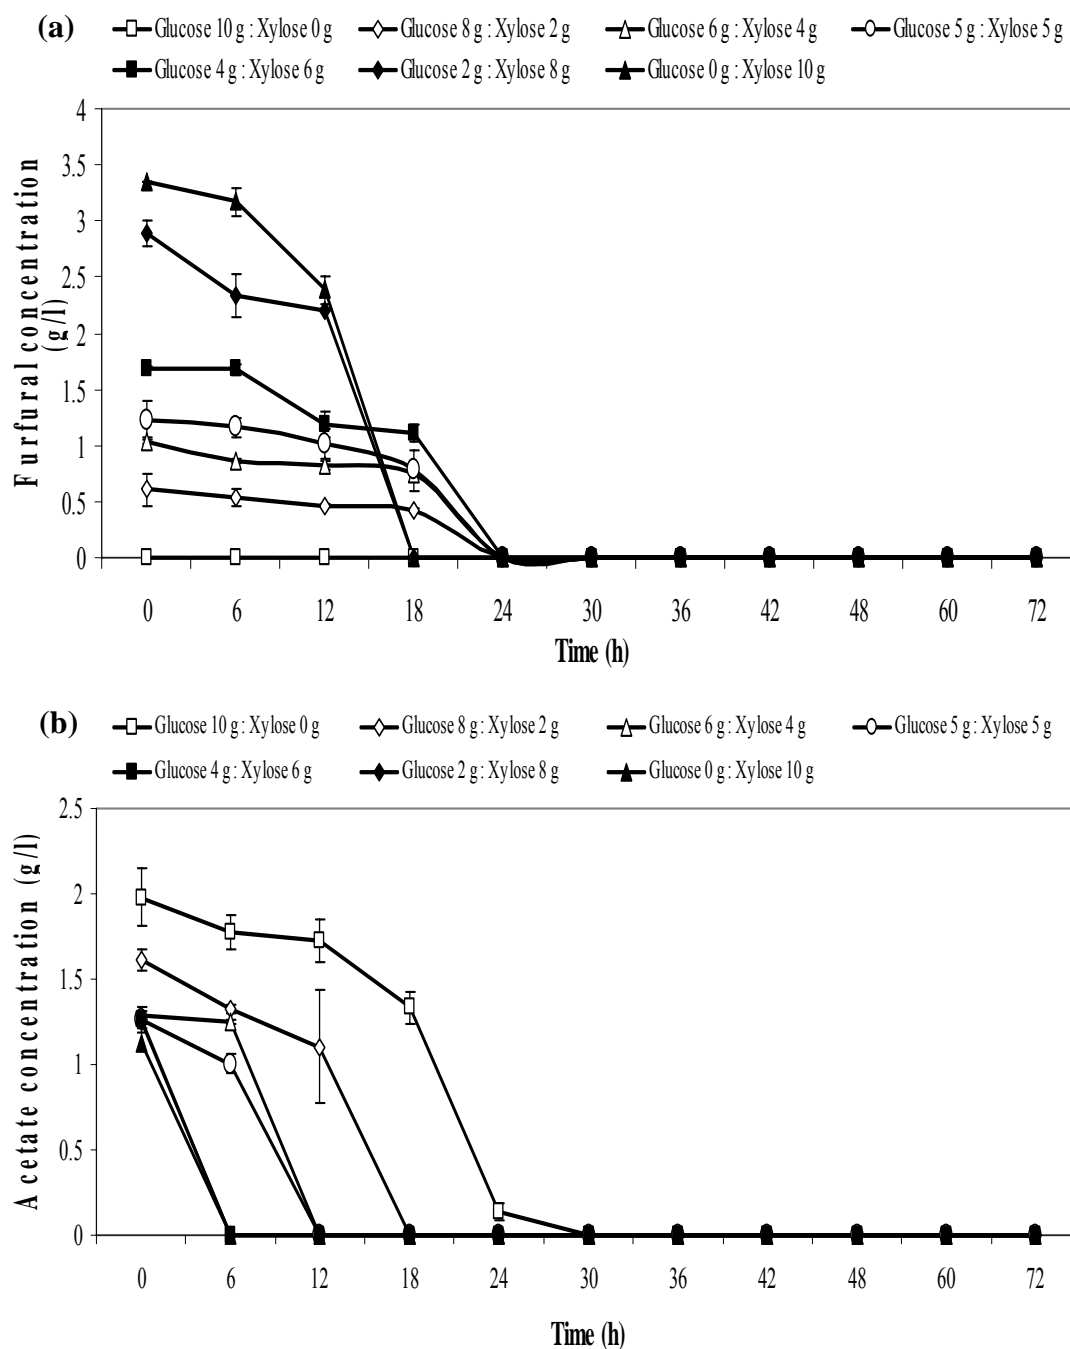 (a) Glucose 10 g : Xylose 0 g Glucose 8 g : Xylose 2 g Glucose 6 g : Xylose 4 g Glucose 5 g : Xylose 5 g
Glucose 4 g : Xylose 6 g Glucose 2 g : Xylose 8 g Glucose 0 g : Xylose 10 g
Furfural concentration
(g/l)
4
3.5
3
2.5
2
1.5
1
0.5
0
0 6 12 18 24 30 36 42 48 60 72
Time (h)
(b) Glucose 10 g : Xylose 0 g Glucose 8 g : Xylose 2 g Glucose 6 g : Xylose 4 g Glucose 5 g : Xylose 5 g
Glucose 4 g : Xylose 6 g Glucose 2 g : Xylose 8 g Glucose 0 g : Xylose 10 g
Acetate concentration (g/l)
2.5
2
1.5
1
0.5
0
0 6 12 18 24 30 36 42 48 60 72
Time (h)